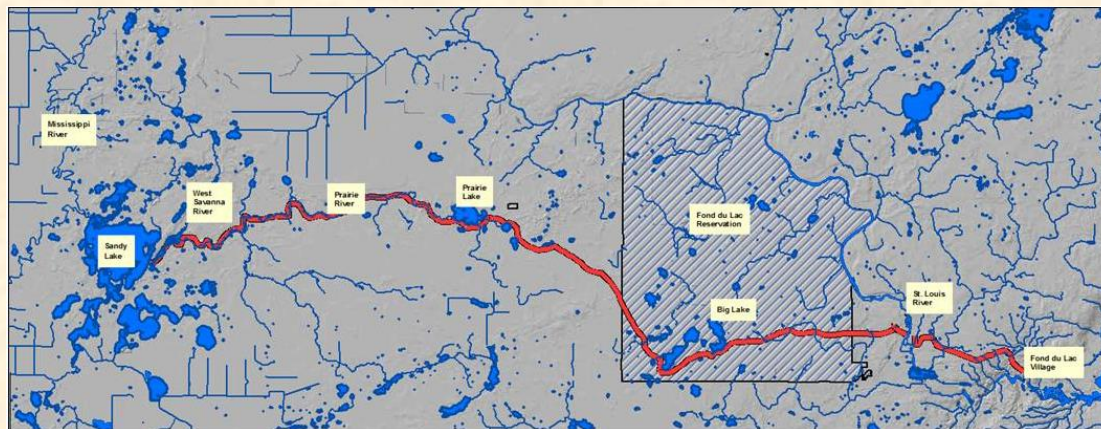 Mississippi
River
West
Savanna
River
Sandy
Lake
Prairie
River
Prairie
Lake
Fond du Lac
Reservation
Big Lake
St. Louis
River
Fond du Lac
Village